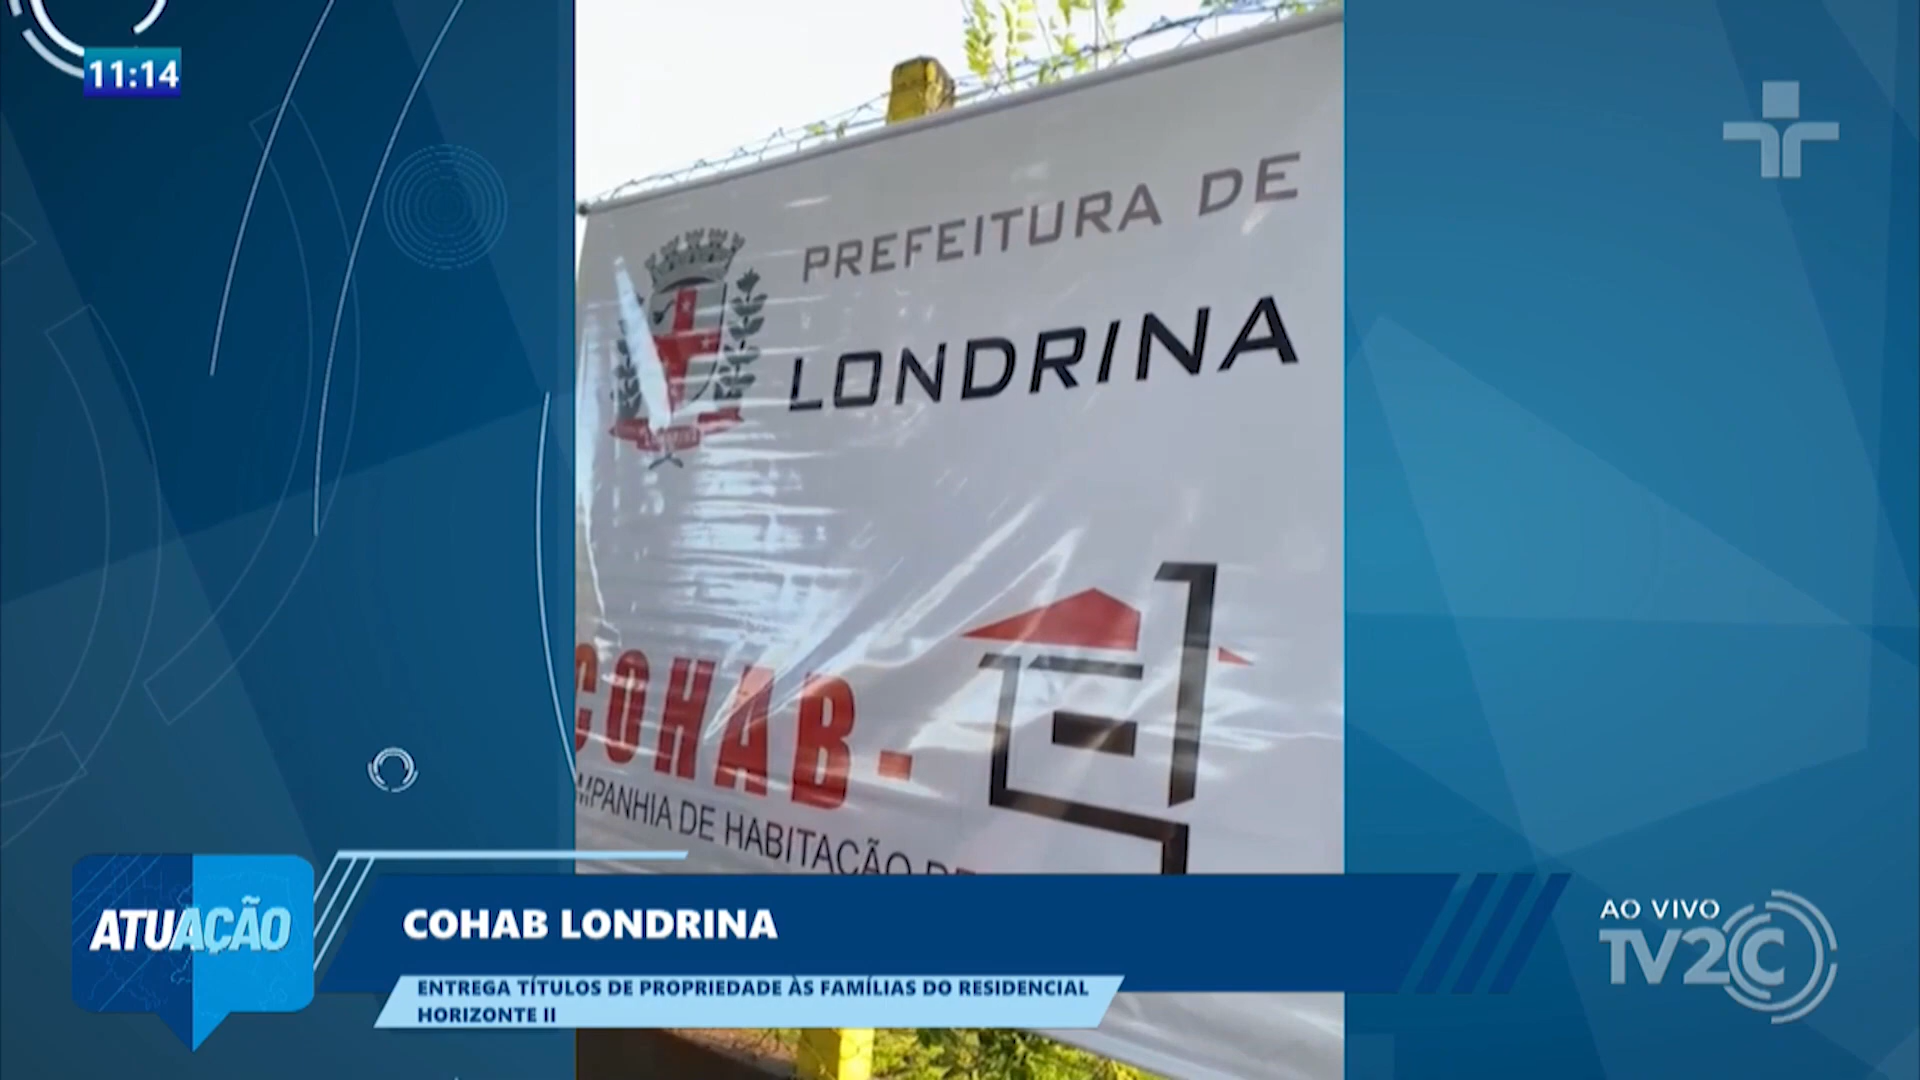 11:14
PREFEITURA DE
LONDRINA
COHAB-
MPANHIA DE HABITAÇÃO DE
ATUAÇÃO
COHAB LONDRINA
ENTREGA TÍTULOS DE PROPRIEDADE ÀS FAMÍLIAS DO RESIDENCIAL
HORIZONTE II
AO VIVO
TV2C